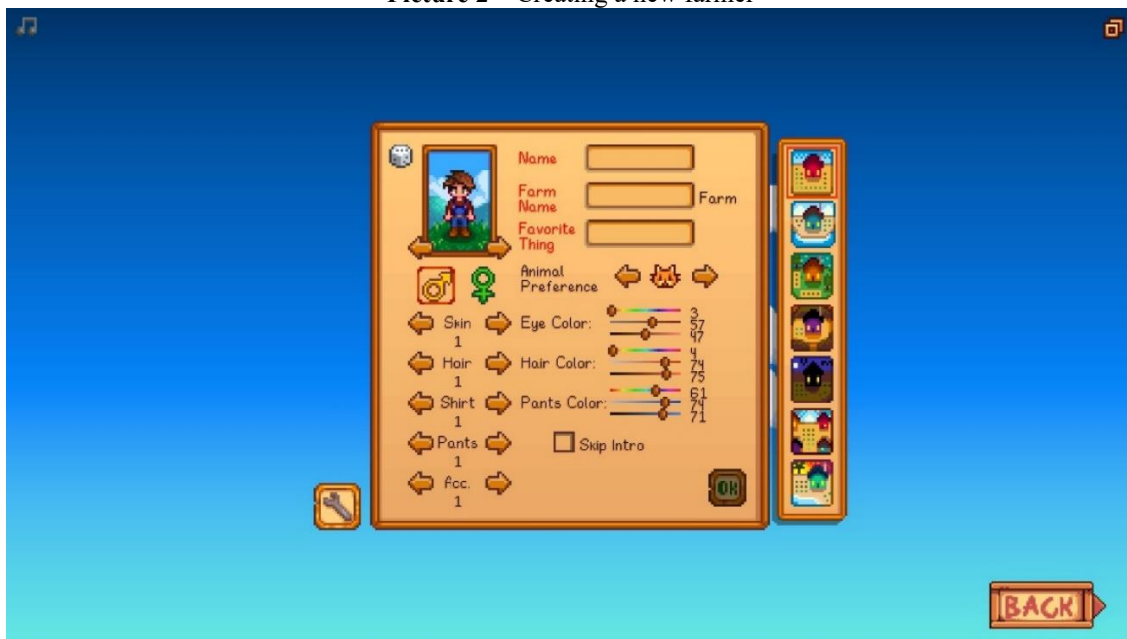 Picture 2 – Creating a new farmer
Name
Farm
Name
Farm
Favorite
Thing
Animal
Preference
Skin
1
Eye Color:
3
57
47
Hair
1
Hair Color:
4
74
75
Shirt
1
Pants Color:
61
74
71
Pants
1
Skip Intro
Acc.
1
OK
BACK